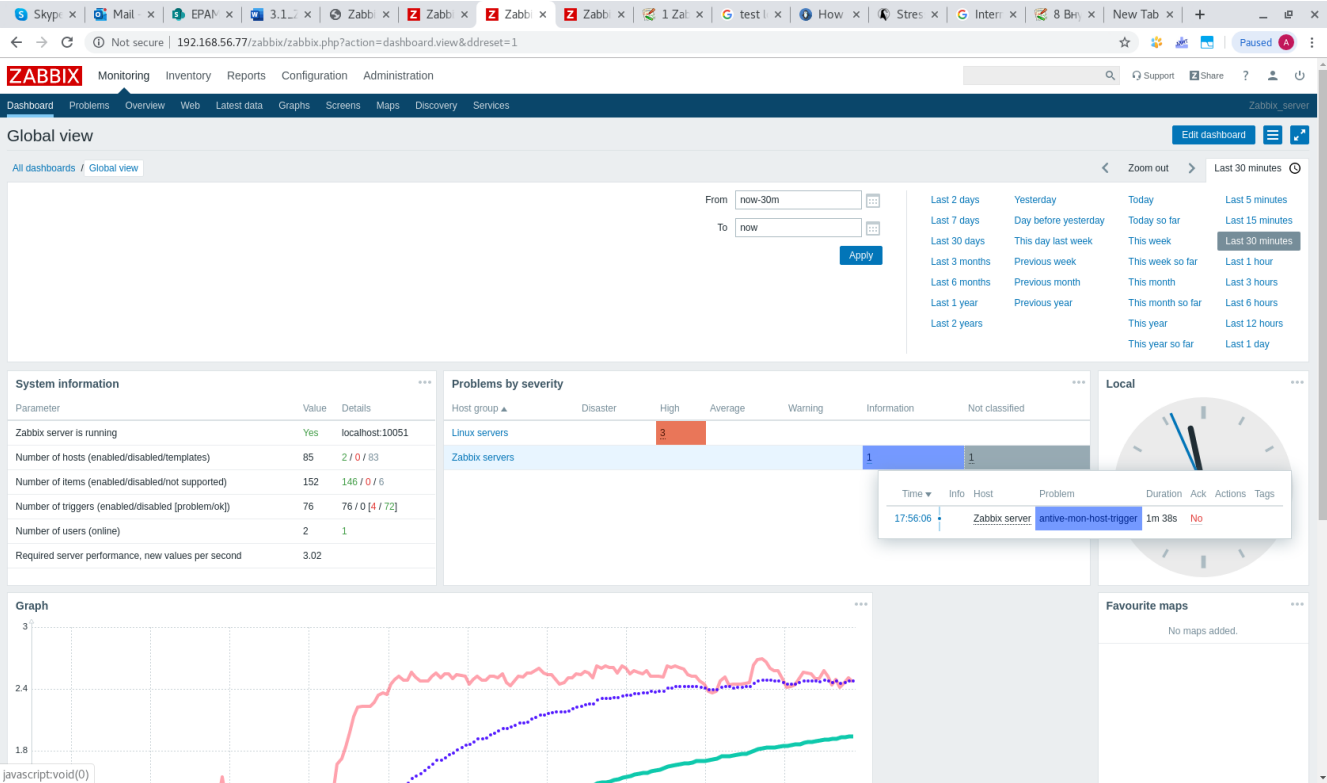 Skype Mail - EPAM 3.1_2 Zabbi Zabbi Zabbi Zabbi 1 Zab test l How Stres Intern 8 Вну New Tab
Not secure 192.168.56.77/zabbix/zabbix.php?action=dashboard.view&ddreset=1 Paused A
ZABBIX Monitoring Inventory Reports Configuration Administration Support Z Share ?
Dashboard Problems Overview Web Latest data Graphs Screens Maps Discovery Services Zabbix_server
Global view Edit dashboard
All dashboards / Global view Zoom out Last 30 minutes
From now-30m Last 2 days Yesterday Today Last 5 minutes
Last 7 days Day before yesterday Today so far Last 15 minutes
To now
Last 30 days This day last week This week Last 30 minutes
Apply Last 3 months Previous week This week so far Last 1 hour
Last 6 months Previous month This month Last 3 hours
Last 1 year Previous year This month so far Last 6 hours
Last 2 years This year Last 12 hours
This year so far Last 1 day
System information
Parameter Value Details
Zabbix server is running Yes localhost:10051
Number of hosts (enabled/disabled/templates) 85 2 / 0 / 83
Number of items (enabled/disabled/not supported) 152 146 / 0 / 6
Number of triggers (enabled/disabled [problem/ok]) 76 76 / 0 [4 / 72]
Number of users (online) 2 1
Required server performance, new values per second 3.02
Problems by severity
Host group Disaster High Average Warning Information Not classified
Linux servers 3
Zabbix servers 1 1
Time Info Host Problem Duration Ack Actions Tags
17:56:06 Zabbix server antive-mon-host-trigger 1m 38s No
Local
Graph
3
2.4
1.8
Favourite maps
No maps added.
javascript:void(0)